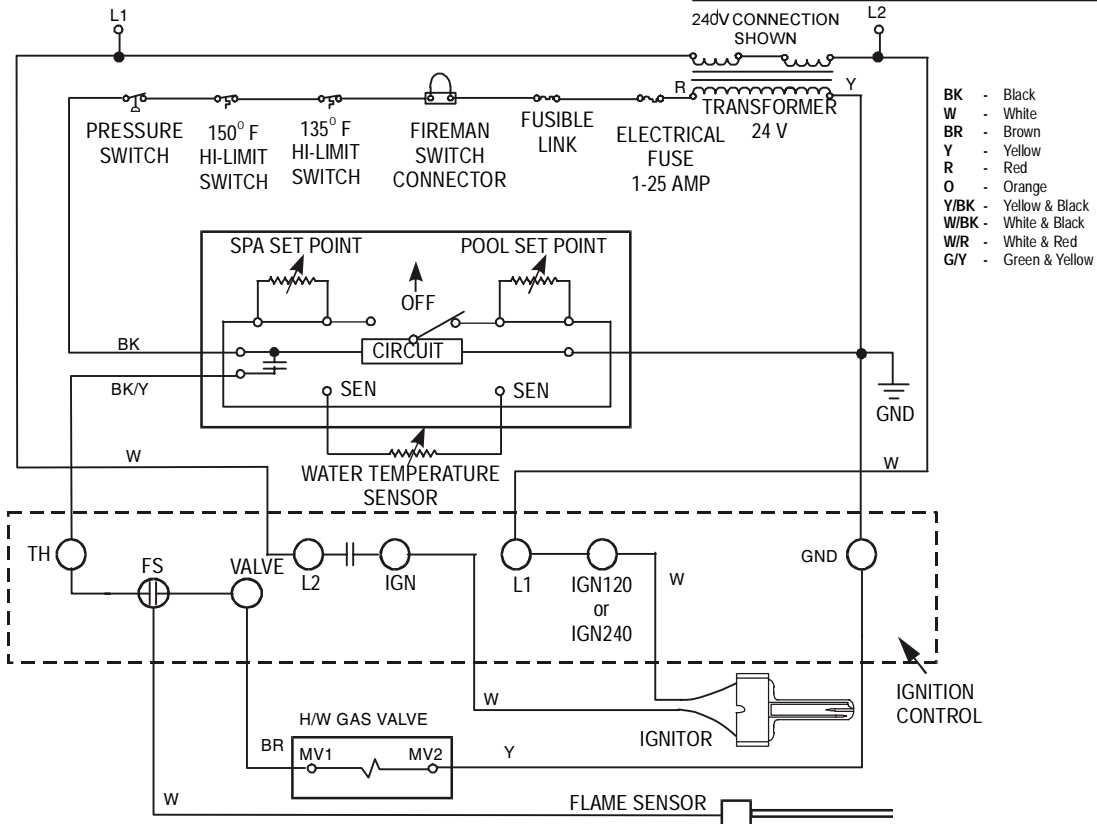 L1
240V CONNECTION
SHOWN
L2
R
Y
TRANSFORMER
24 V
PRESSURE
SWITCH
150° F
HI-LIMIT
SWITCH
135° F
HI-LIMIT
SWITCH
FIREMAN
SWITCH
CONNECTOR
FUSIBLE
LINK
ELECTRICAL
FUSE
1-25 AMP
BK - Black
W - White
BR - Brown
Y - Yellow
R - Red
O - Orange
Y/BK - Yellow & Black
W/BK - White & Black
W/R - White & Red
G/Y - Green & Yellow
SPA SET POINT
POOL SET POINT
OFF
CIRCUIT
BK
BK/Y
SEN
SEN
GND
W
WATER TEMPERATURE
SENSOR
W
TH
FS
VALVE
L2
IGN
L1
IGN120
or
IGN240
W
GND
IGNITION
CONTROL
W
IGNITOR
H/W GAS VALVE
BR
MV1
MV2
Y
W
FLAME SENSOR